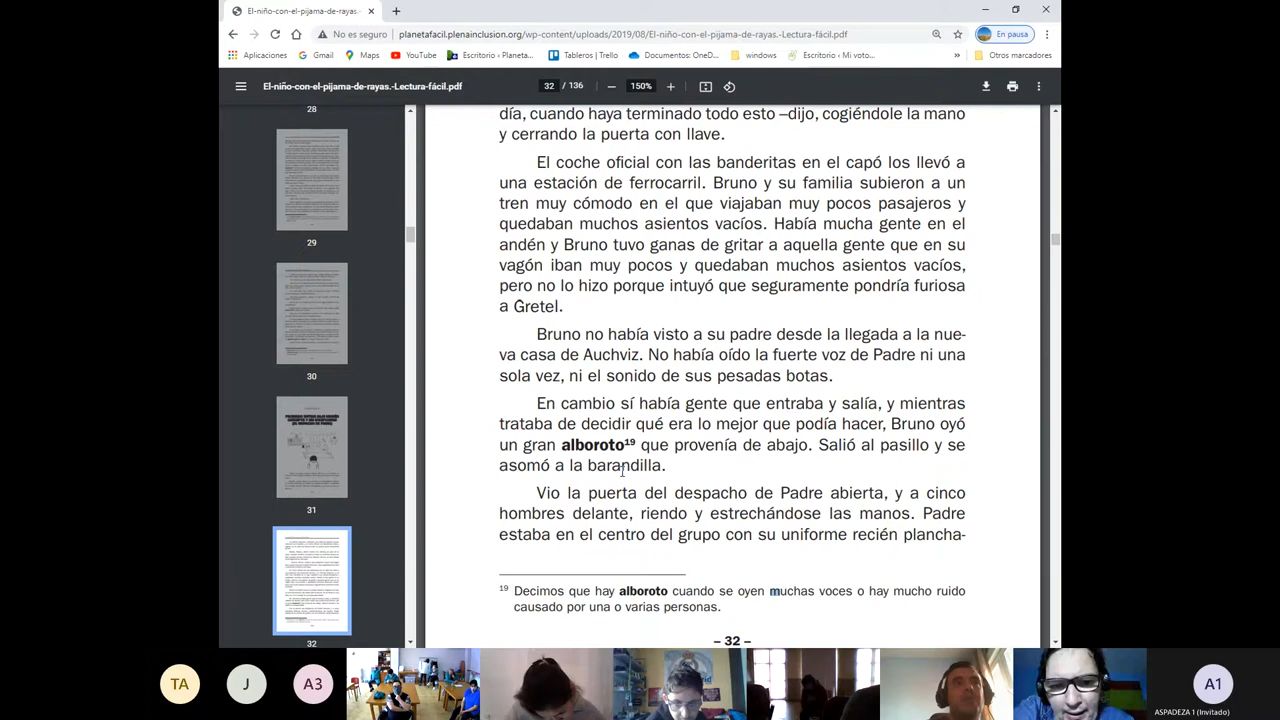 El-niño-con-el-pijama-de-rayas.-
No es seguro
planetafacil.plenainclusion.org/wp-content/uploads/2019/08/El-niño-con-el-pijama-de-rayas.-Lectura-fácil.pdf
En pausa
Aplicaciones
Gmail
Maps
YouTube
Escritorio – Planeta...
Tableros | Trello
Documentos: OneD...
windows
Escritorio | Mi voto...
»
Otros marcadores
El-niño-con-el-pijama-de-rayas.-Lectura-fácil.pdf
32 / 136
150%
28
29
30
31
32
día, cuando haya terminado todo esto –dijo, cogiéndole la mano
y cerrando la puerta con llave.
El coche oficial con las banderitas en el capó los llevó a
una estación de ferrocarril. Bruno y su familia subieron a un
tren muy cómodo en el que viajaban muy pocos pasajeros y
quedaban muchos asientos vacíos. Había mucha gente en el
andén y Bruno tuvo ganas de gritar a aquella gente que en su
vagón iban muy pocos y quedaban muchos asientos vacíos,
pero no lo hizo porque intuyó que seguramente pondría furiosa
a Gretel.
Bruno no había visto a su padre desde la llegada a la nue-
va casa de Auchviz. No había oído la fuerte voz de Padre ni una
sola vez, ni el sonido de sus pesadas botas.
En cambio sí había gente que entraba y salía, y mientras
trataba de decidir qué era lo mejor que podía hacer, Bruno oyó
un gran alboroto19 que provenía de abajo. Salió al pasillo y se
asomó a la barandilla.
Vio la puerta del despacho de Padre abierta, y a cinco
hombres delante, riendo y estrechándose las manos. Padre
estaba en el centro del grupo con su uniforme recién plancha-
19 Decimos que hay alboroto cuando se oyen muchas voces o hay mucho ruido
causado por una o varias personas.
– 32 –
TA
J
A3
A1
ASPADEZA 1 (Invitado)